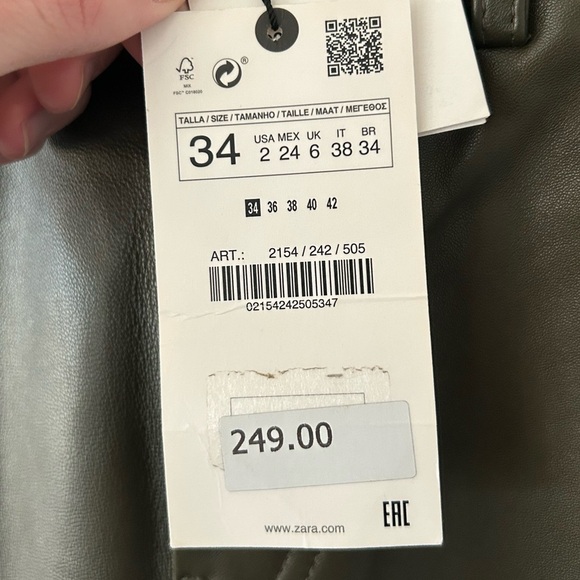 FSC
MIX
TALLA / SIZE / TAMANHO / TAILLE / MAAT / ΜΕΓΕΘΟΣ
34 USA 2 MEX 24 UK 6 IT 38 BR 34
34 36 38 40 42
ART.: 2154 / 242 / 505
02154242505347
249.00
www.zara.com
EAC